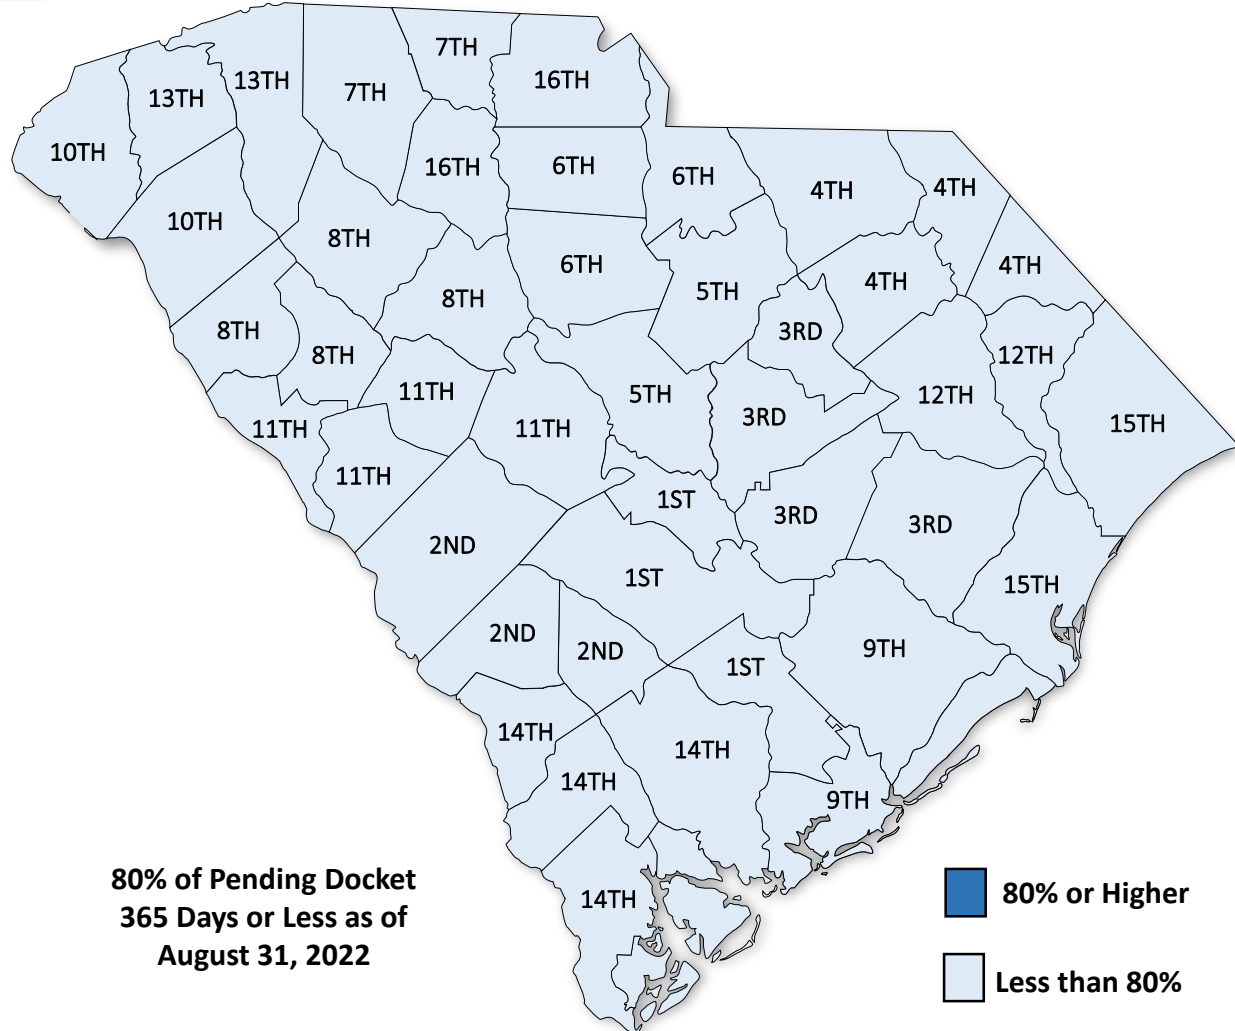 7TH
13TH
16TH
7TH
13TH
10TH
16TH
6TH
6TH
4TH
4TH
10TH
8TH
6TH
4TH
5TH
4TH
8TH
8TH
3RD
8TH
12TH
11TH
5TH
12TH
3RD
15TH
11TH
11TH
11TH
1ST
3RD
3RD
2ND
1ST
15TH
2ND
2ND
9TH
1ST
14TH
14TH
14TH
9TH
14TH
80% of Pending Docket
365 Days or Less as of
August 31, 2022
80% or Higher
Less than 80%